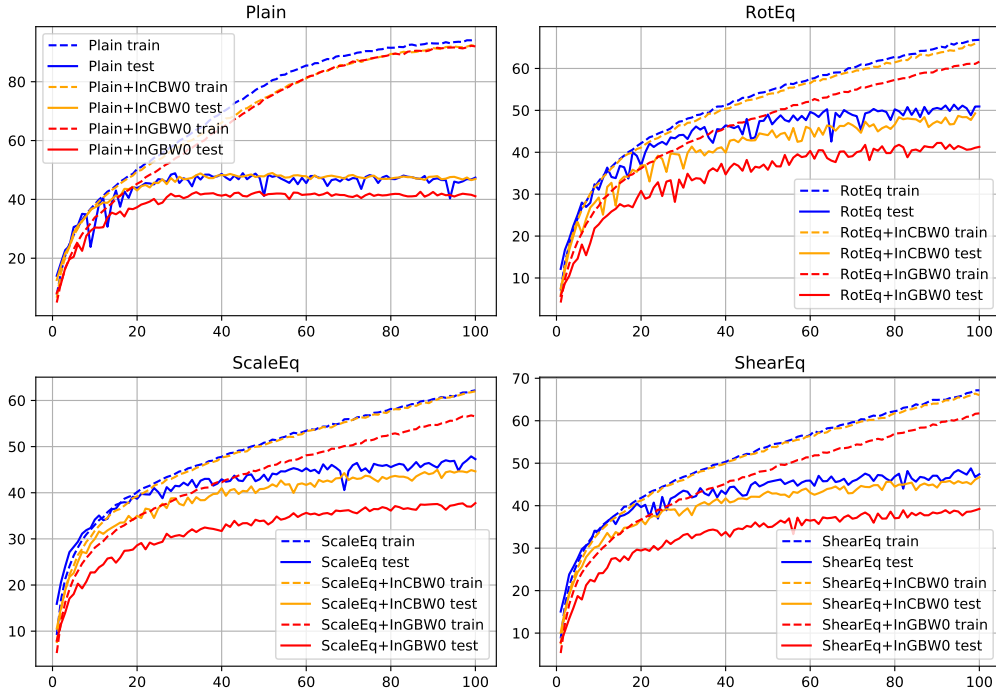 Plain
80
60
40
20
0 20 40 60 80 100
Plain train
Plain test
Plain+InCBW0 train
Plain+InCBW0 test
Plain+InGBW0 train
Plain+InGBW0 test
RotEq
60
50
40
30
20
10
0 20 40 60 80 100
RotEq train
RotEq test
RotEq+InCBW0 train
RotEq+InCBW0 test
RotEq+InGBW0 train
RotEq+InGBW0 test
ScaleEq
60
50
40
30
20
10
0 20 40 60 80 100
ScaleEq train
ScaleEq test
ScaleEq+InCBW0 train
ScaleEq+InCBW0 test
ScaleEq+InGBW0 train
ScaleEq+InGBW0 test
ShearEq
70
60
50
40
30
20
10
0 20 40 60 80 100
ShearEq train
ShearEq test
ShearEq+InCBW0 train
ShearEq+InCBW0 test
ShearEq+InGBW0 train
ShearEq+InGBW0 test